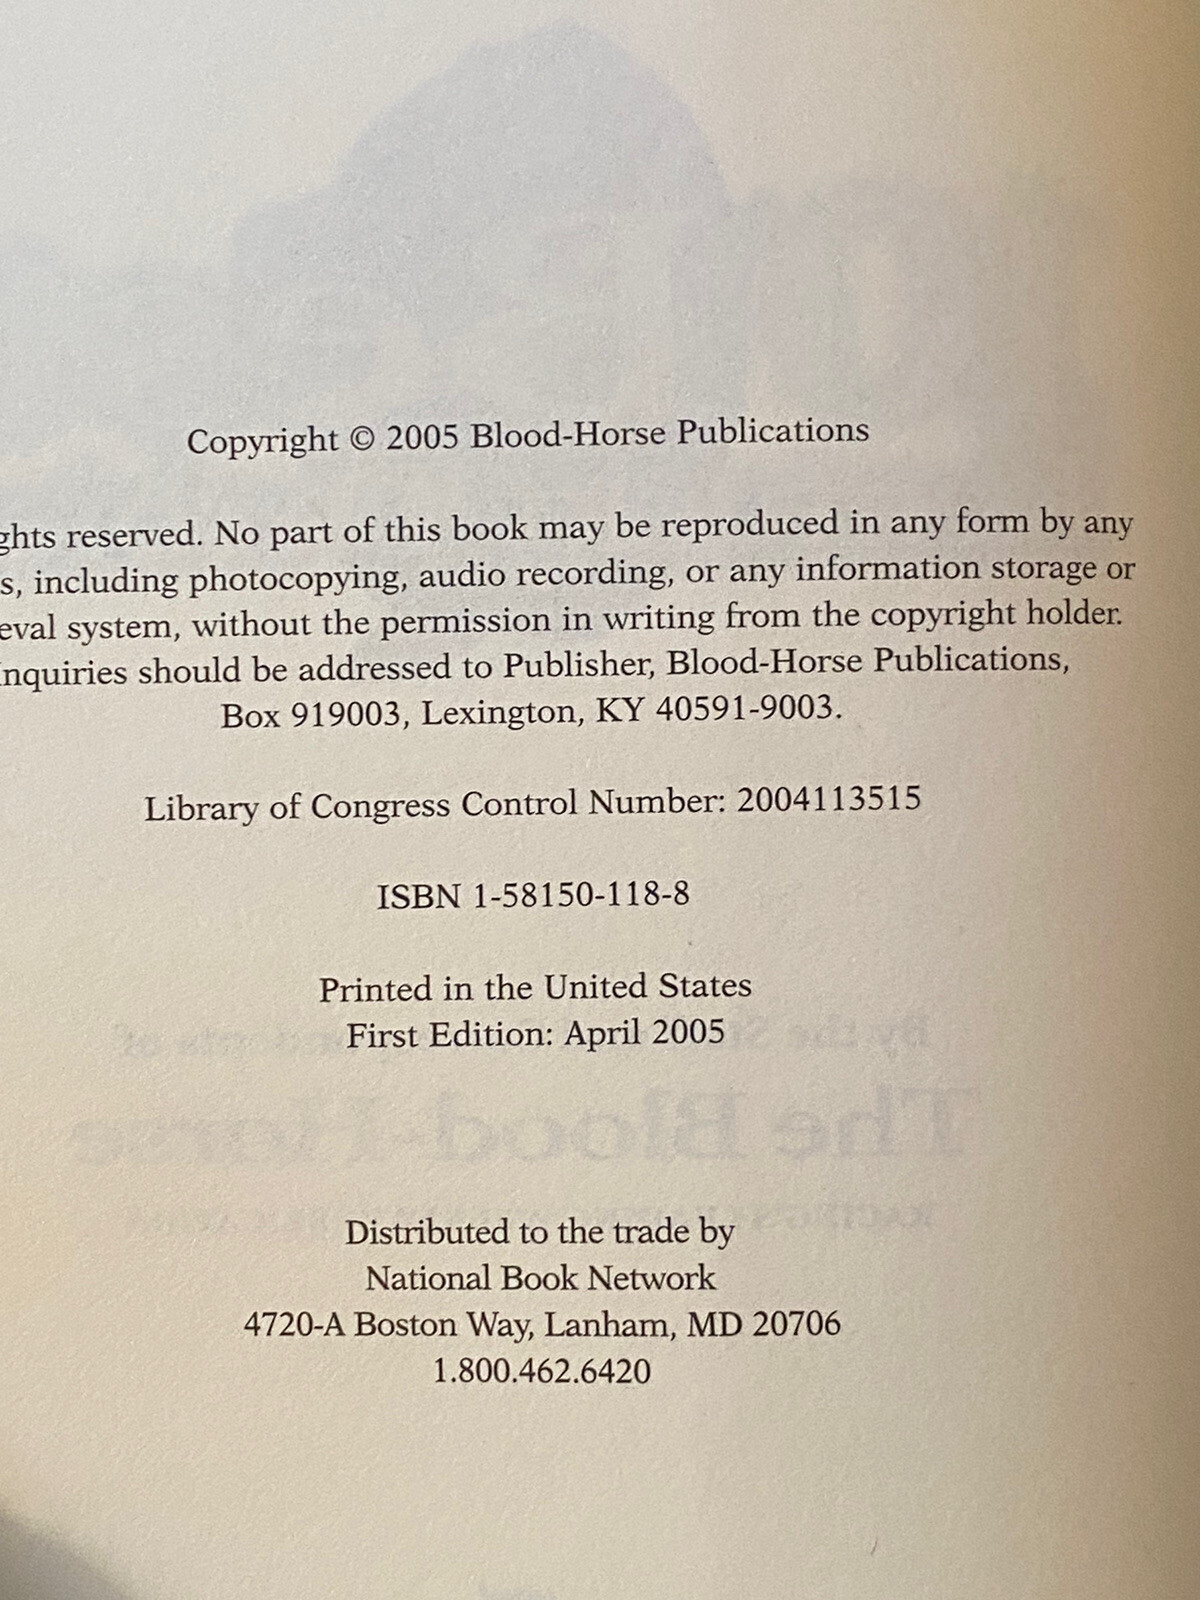 Copyright © 2005 Blood-Horse Publications
ghts reserved. No part of this book may be reproduced in any form by any
s, including photocopying, audio recording, or any information storage or
eval system, without the permission in writing from the copyright holder.
nquiries should be addressed to Publisher, Blood-Horse Publications,
Box 919003, Lexington, KY 40591-9003.
Library of Congress Control Number: 2004113515
ISBN 1-58150-118-8
Printed in the United States
First Edition: April 2005
The Blood-Horse
Distributed to the trade by
National Book Network
4720-A Boston Way, Lanham, MD 20706
1.800.462.6420